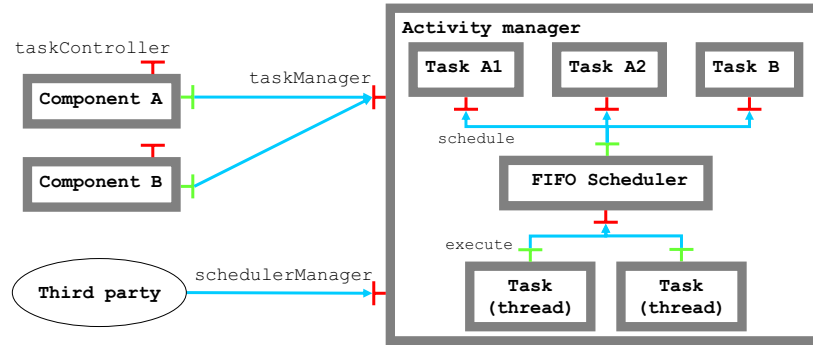 Activity manager
taskController
Task A1
Task A2
Task B
taskManager
Component A
schedule
Component B
FIFO Scheduler
execute
schedulerManager
Third party
Task
(thread)
Task
(thread)